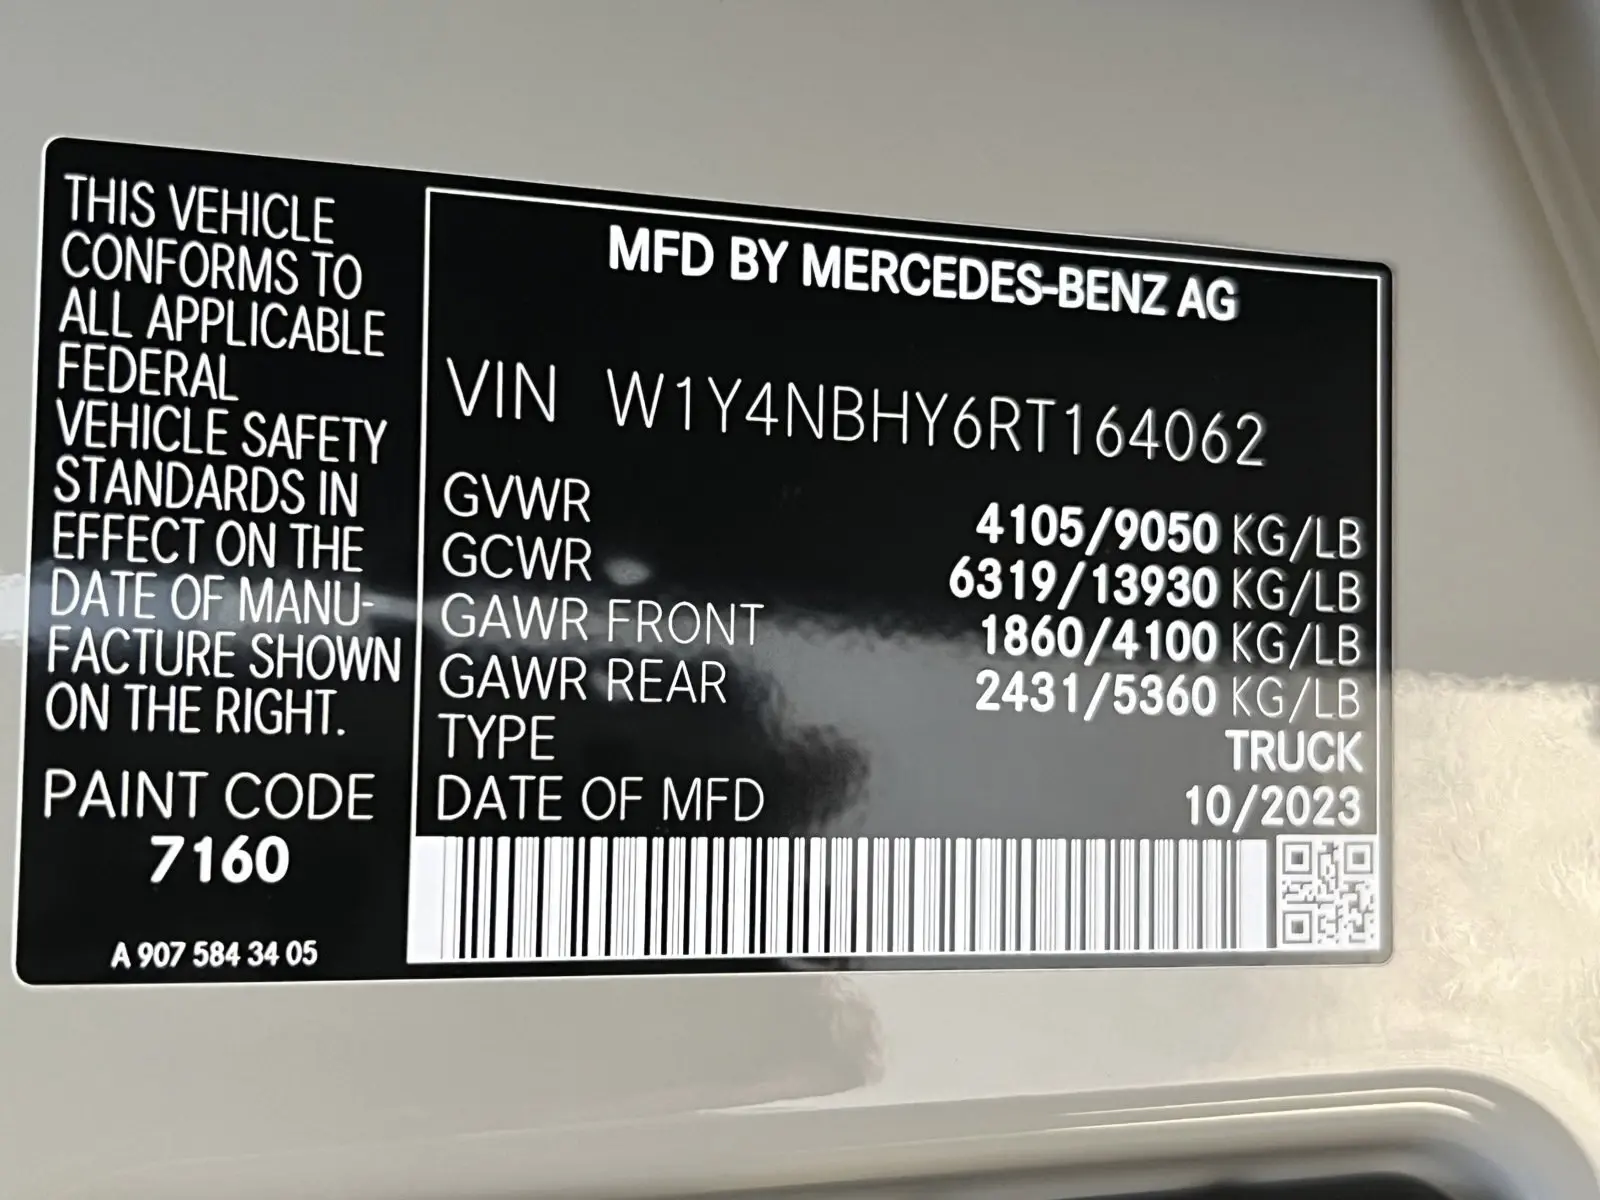 THIS VEHICLE
CONFORMS TO
ALL APPLICABLE
FEDERAL
VEHICLE SAFETY
STANDARDS IN
EFFECT ON THE
DATE OF MANU-
FACTURE SHOWN
ON THE RIGHT.
PAINT CODE
7160
A 907 584 34 05
MFD BY MERCEDES-BENZ AG
VIN W1Y4NBHY6RT164062
GVWR 4105/9050 KG/LB
GCWR 6319/13930 KG/LB
GAWR FRONT 1860/4100 KG/LB
GAWR REAR 2431/5360 KG/LB
TYPE TRUCK
DATE OF MFD 10/2023